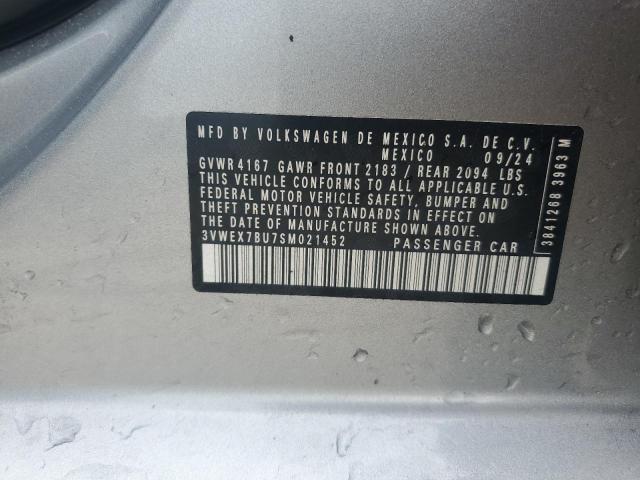 MFD BY VOLKSWAGEN DE MEXICO S.A. DE C.V.
MEXICO 09/24
GVWR 4167 GAWR FRONT 2183 / REAR 2094 LBS
THIS VEHICLE CONFORMS TO ALL APPLICABLE U.S.
FEDERAL MOTOR VEHICLE SAFETY, BUMPER AND
THEFT PREVENTION STANDARDS IN EFFECT ON
THE DATE OF MANUFACTURE SHOWN ABOVE.
3VWEX7BU7SM021452 PASSENGER CAR
3841268 3963 M